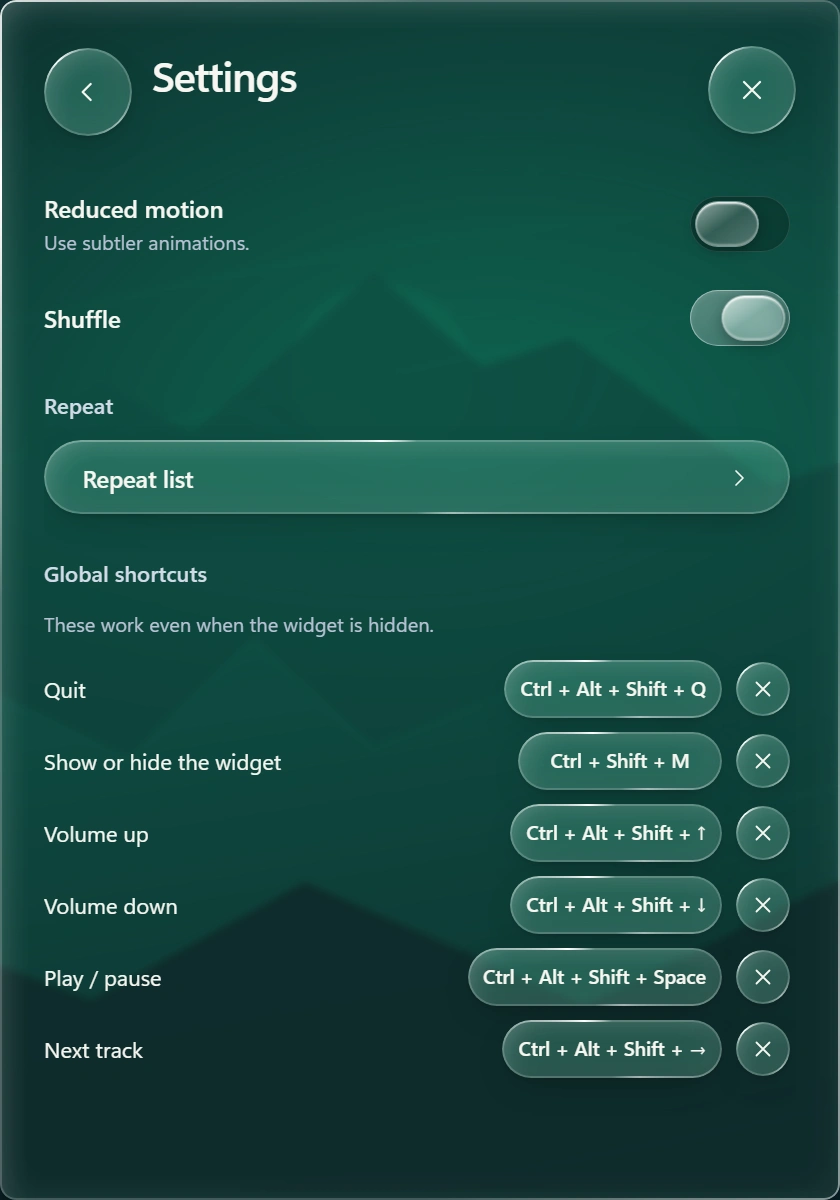 Settings
Reduced motion
Use subtler animations.
Shuffle
Repeat
Repeat list
Global shortcuts
These work even when the widget is hidden.
Quit Ctrl + Alt + Shift + Q
Show or hide the widget Ctrl + Shift + M
Volume up Ctrl + Alt + Shift + ↑
Volume down Ctrl + Alt + Shift + ↓
Play / pause Ctrl + Alt + Shift + Space
Next track Ctrl + Alt + Shift + →